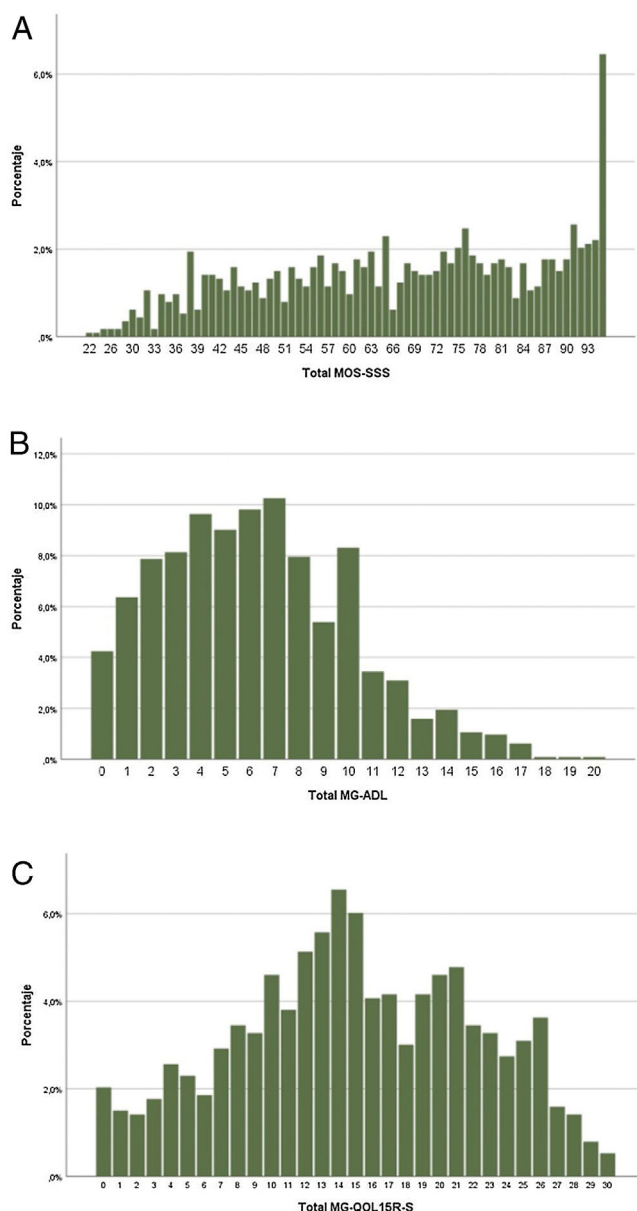 A
6,0%
4,0%
2,0%
,0%
Porcentaje
22 26 30 33 36 39 42 45 48 51 54 57 60 63 66 69 72 75 78 81 84 87 90 93
Total MOS-SSS
B
12,0%
10,0%
8,0%
6,0%
4,0%
2,0%
,0%
Porcentaje
0 1 2 3 4 5 6 7 8 9 10 11 12 13 14 15 16 17 18 19 20
Total MG-ADL
C
6,0%
4,0%
2,0%
,0%
Porcentaje
0 1 2 3 4 5 6 7 8 9 10 11 12 13 14 15 16 17 18 19 20 21 22 23 24 25 26 27 28 29 30
Total MG-QOL15R-S